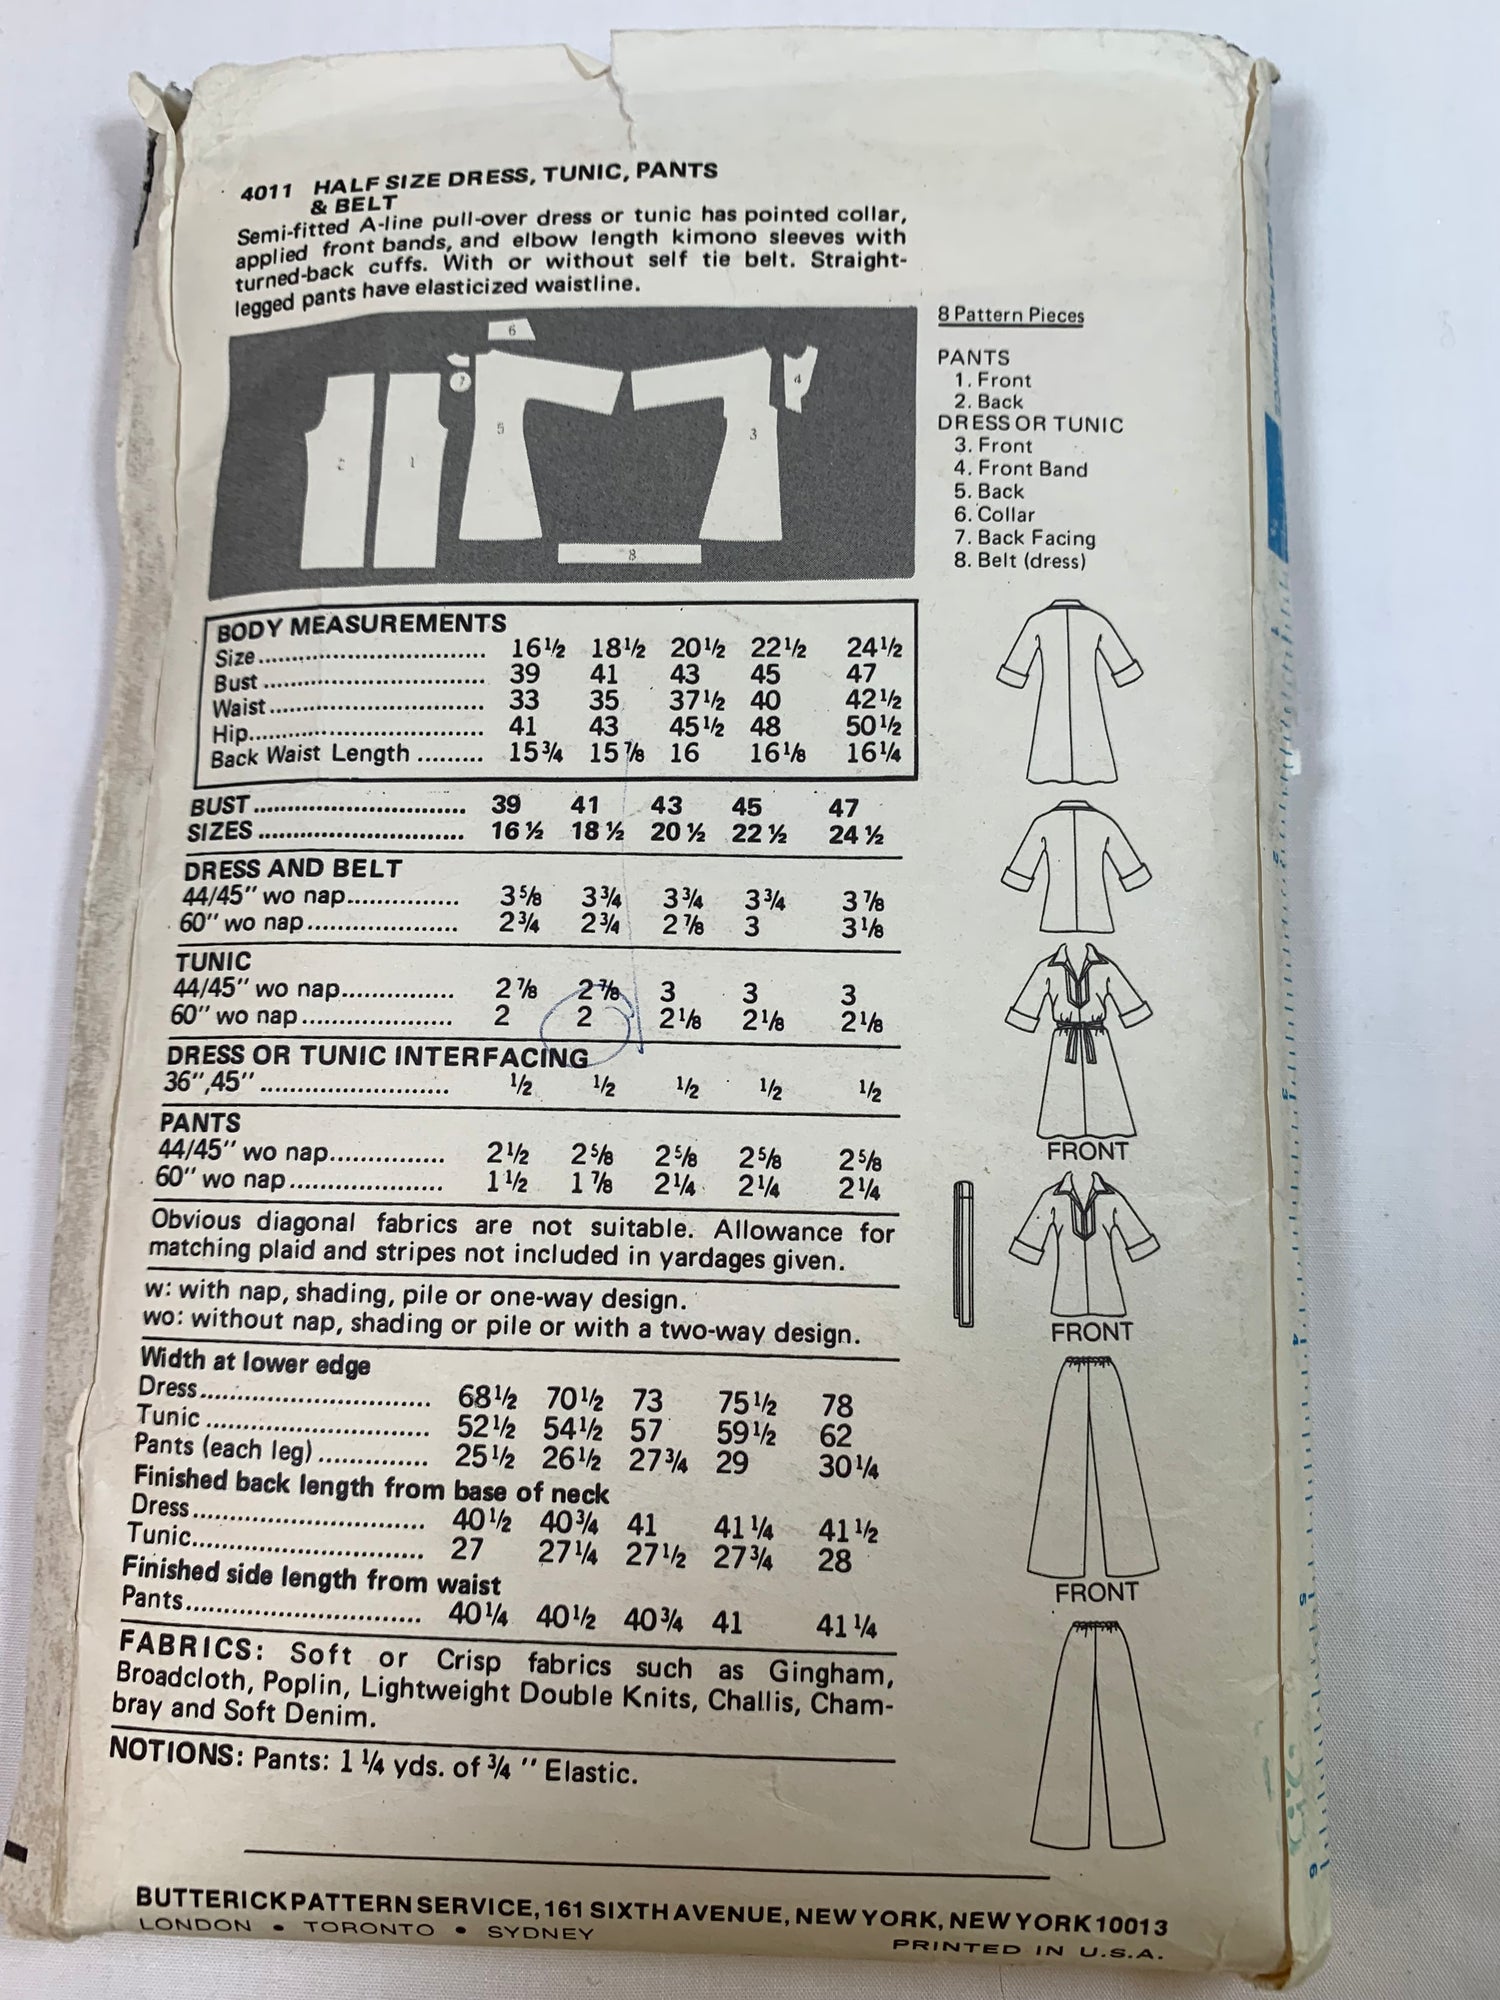 4011 HALF SIZE DRESS, TUNIC, PANTS
& BELT
Semi-fitted A-line pull-over dress or tunic has pointed collar,
applied front bands, and elbow length kimono sleeves with
turned-back cuffs. With or without self tie belt. Straight-
legged pants have elasticized waistline.
6
7
4
5
3
2
1
8
8 Pattern Pieces
PANTS
1. Front
2. Back
DRESS OR TUNIC
3. Front
4. Front Band
5. Back
6. Collar
7. Back Facing
8. Belt (dress)
BODY MEASUREMENTS
Size.................................. 16½ 18½ 20½ 22½ 24½
Bust .................................. 39 41 43 45 47
Waist.................................. 33 35 37½ 40 42½
Hip.................................. 41 43 45½ 48 50½
Back Waist Length ......... 15¾ 15⅞ 16 16⅛ 16¼
BUST.............................. 39 41 43 45 47
SIZES .............................. 16 ½ 18 ½ 20 ½ 22 ½ 24 ½
DRESS AND BELT
44/45" wo nap................ 3⅝ 3¾ 3¾ 3¾ 3⅞
60" wo nap..................... 2¾ 2¾ 2⅞ 3 3⅛
TUNIC
44/45" wo nap................ 2⅞ 2⅞ 3 3 3
60" wo nap..................... 2 2 2⅛ 2⅛ 2⅛
DRESS OR TUNIC INTERFACING
36",45" ........................... ½ ½ ½ ½ ½
PANTS
44/45" wo nap................ 2½ 2⅝ 2⅝ 2⅝ 2⅝
60" wo nap..................... 1½ 1⅞ 2¼ 2¼ 2¼
Obvious diagonal fabrics are not suitable. Allowance for
matching plaid and stripes not included in yardages given.
w: with nap, shading, pile or one-way design.
wo: without nap, shading or pile or with a two-way design.
Width at lower edge
Dress................................ 68½ 70½ 73 75½ 78
Tunic ................................ 52½ 54½ 57 59½ 62
Pants (each leg) ............... 25½ 26½ 27¾ 29 30¼
Finished back length from base of neck
Dress................................ 40½ 40¾ 41 41¼ 41½
Tunic................................ 27 27¼ 27½ 27¾ 28
Finished side length from waist
Pants................................ 40¼ 40½ 40¾ 41 41¼
FABRICS: Soft or Crisp fabrics such as Gingham,
Broadcloth, Poplin, Lightweight Double Knits, Challis, Cham-
bray and Soft Denim.
NOTIONS: Pants: 1 ¼ yds. of ¾ " Elastic.
FRONT
FRONT
FRONT
BUTTERICK PATTERN SERVICE, 161 SIXTH AVENUE, NEW YORK, NEW YORK 10013
LONDON • TORONTO • SYDNEY
PRINTED IN U.S.A.